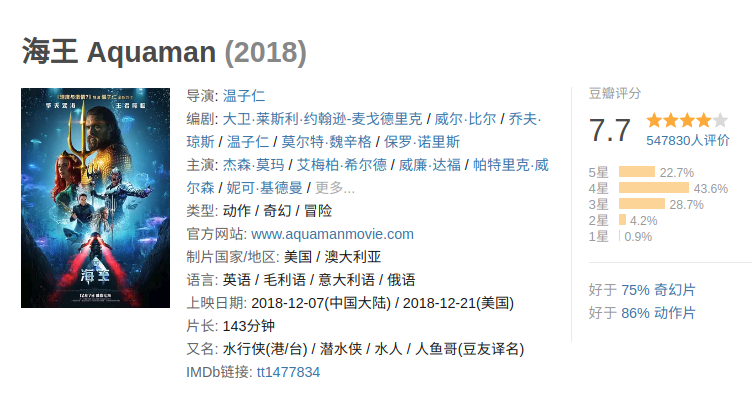 海王 Aquaman (2018)
导演: 温子仁
编剧: 大卫·莱斯利·约翰逊-麦戈德里克 / 威尔·比尔 / 乔夫·
琼斯 / 温子仁 / 莫尔特·魏辛格 / 保罗·诺里斯
主演: 杰森·莫玛 / 艾梅柏·希尔德 / 威廉·达福 / 帕特里克·威
尔森 / 妮可·基德曼 / 更多...
类型: 动作 / 奇幻 / 冒险
官方网站: www.aquamanmovie.com
制片国家/地区: 美国 / 澳大利亚
语言: 英语 / 毛利语 / 意大利语 / 俄语
上映日期: 2018-12-07(中国大陆) / 2018-12-21(美国)
片长: 143分钟
又名: 水行侠(港/台) / 潜水侠 / 水人 / 人鱼哥(豆友译名)
IMDb链接: tt1477834
海王
豆瓣评分
7.7
547830人评价
5星 22.7%
4星 43.6%
3星 28.7%
2星 4.2%
1星 0.9%
好于 75% 奇幻片
好于 86% 动作片